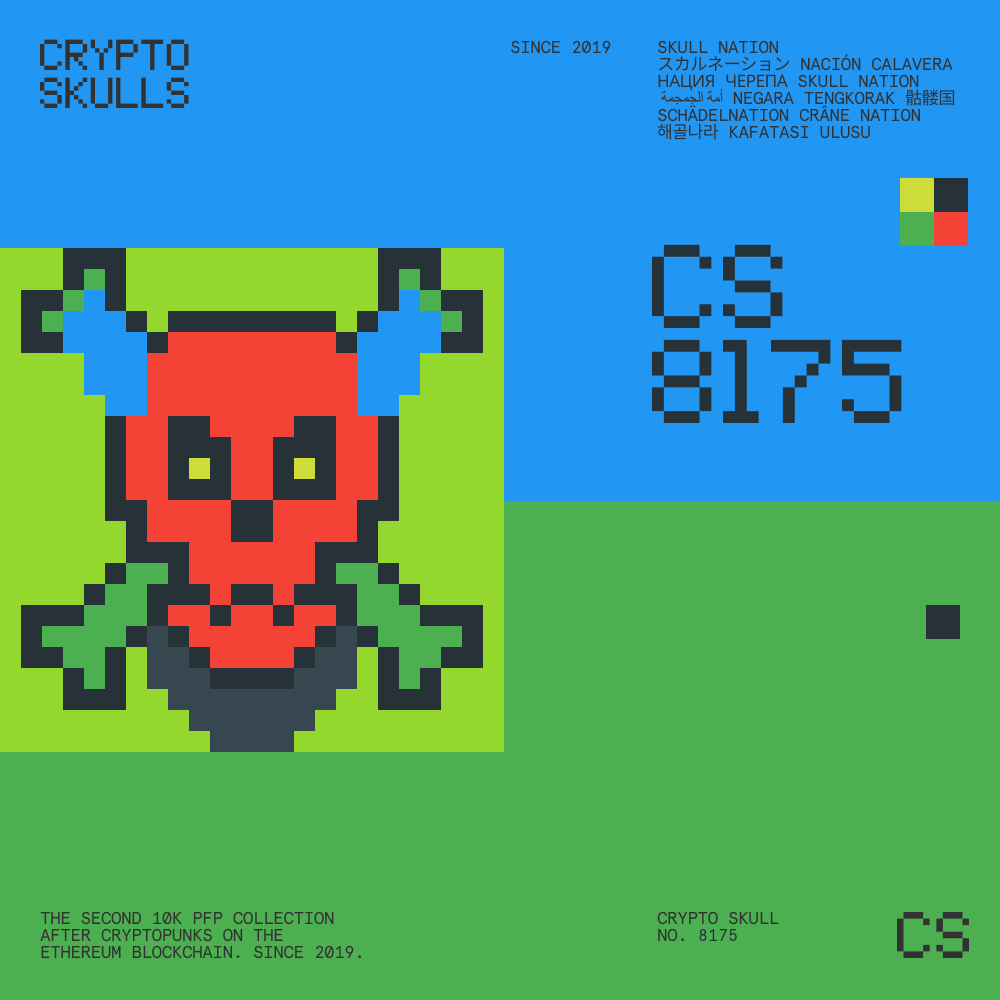 CRYPTO
SKULLS
SINCE 2019
SKULL NATION
スカルネーション NACIÓN CALAVERA
НАЦИЯ ЧЕРЕПА SKULL NATION
أمة الجمجمة NEGARA TENGKORAK 骷髅国
SCHÄDELNATION CRÂNE NATION
해골나라 KAFATASI ULUSU
CS
8175
THE SECOND 10K PFP COLLECTION
AFTER CRYPTOPUNKS ON THE
ETHEREUM BLOCKCHAIN. SINCE 2019.
CRYPTO SKULL
NO. 8175
CS